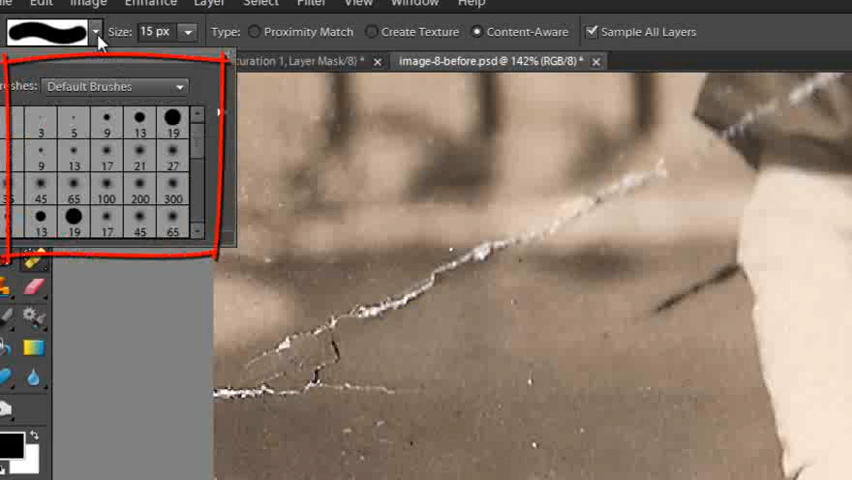 Edit Image Enhance Layer Select Filter View Window Help
Size: 15 px Type: Proximity Match Create Texture Content-Aware Sample All Layers
curation 1, Layer Mask/8) * × image-8-before.psd @ 142% (RGB/8) * ×
shes: Default Brushes
3 5 9 13 19
9 13 17 21 27
45 65 100 200 300
13 19 17 45 65